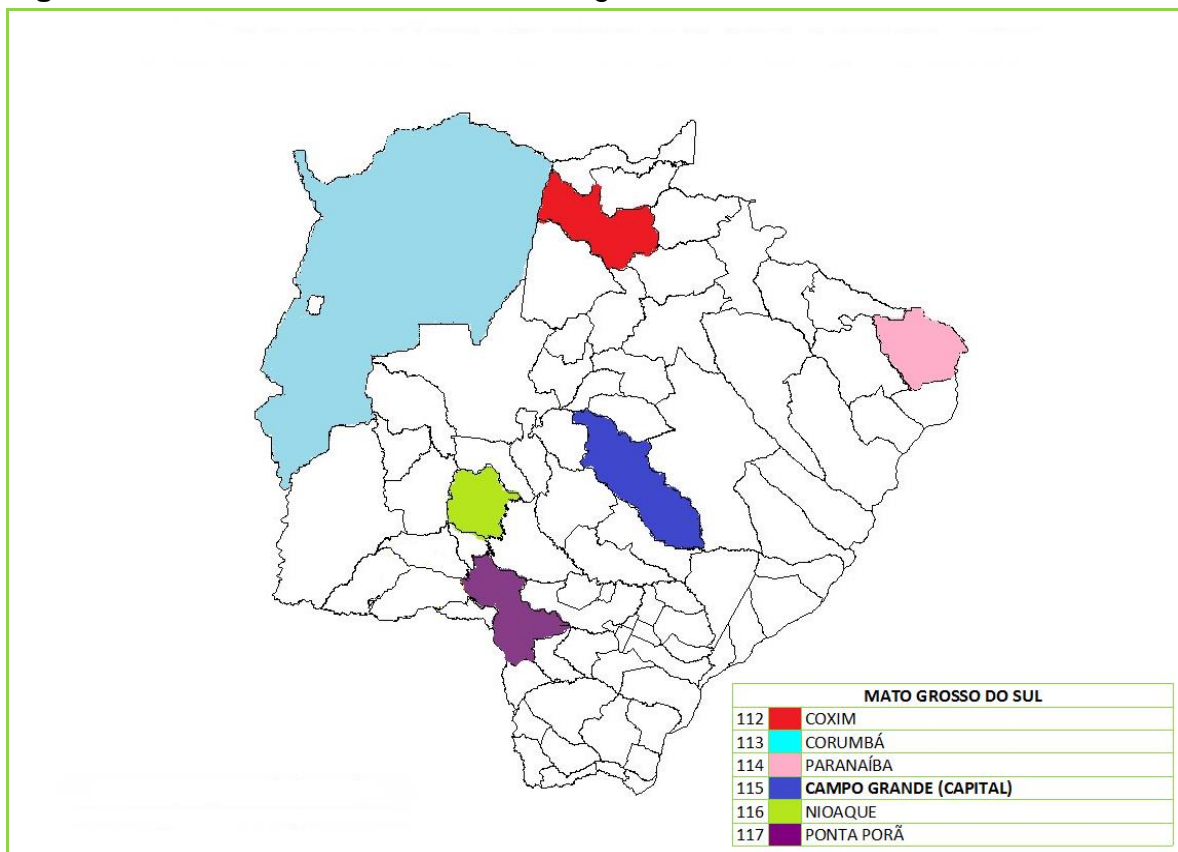 MATO GROSSO DO SUL
112 COXIM
113 CORUMBÁ
114 PARANAÍBA
115 CAMPO GRANDE (CAPITAL)
116 NIOAQUE
117 PONTA PORÃ